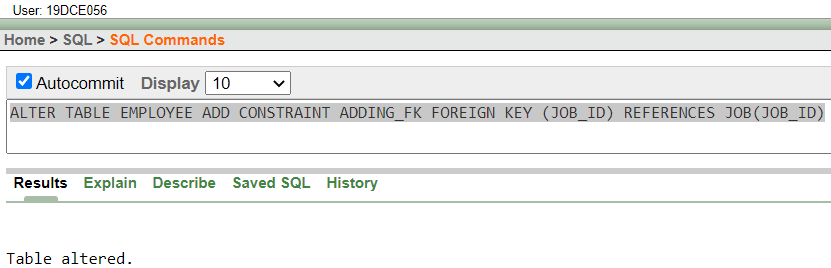 User: 19DCE056
Home > SQL > SQL Commands
Autocommit Display 10
ALTER TABLE EMPLOYEE ADD CONSTRAINT ADDING_FK FOREIGN KEY (JOB_ID) REFERENCES JOB(JOB_ID)
Results Explain Describe Saved SQL History
Table altered.